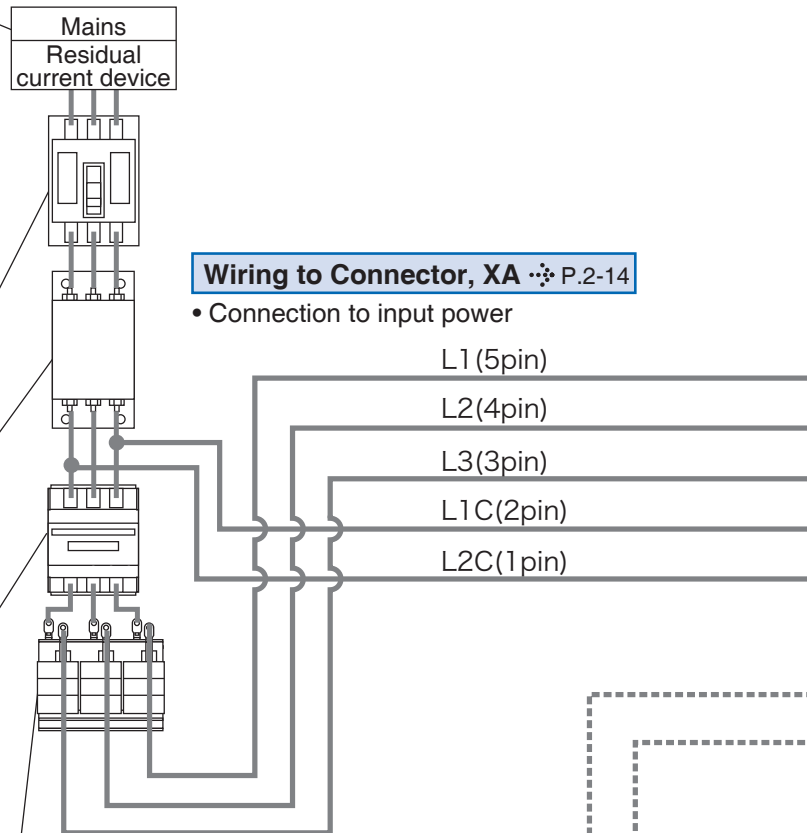 Mains
Residual
current device
Wiring to Connector, XA P.2-14
• Connection to input power
L1(5pin)
L2(4pin)
L3(3pin)
L1C(2pin)
L2C(1pin)